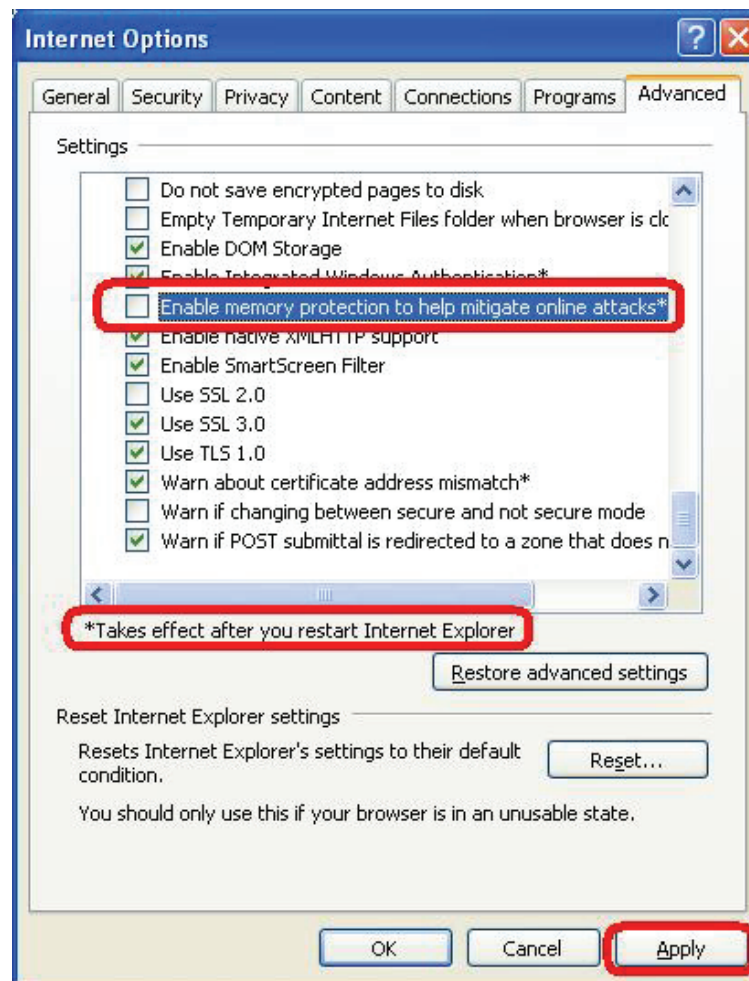 Internet Options
General Security Privacy Content Connections Programs Advanced
Settings
Do not save encrypted pages to disk
Empty Temporary Internet Files folder when browser is clo
Enable DOM Storage
Enable Integrated Windows Authentication*
Enable memory protection to help mitigate online attacks*
Enable native XMLHTTP support
Enable SmartScreen Filter
Use SSL 2.0
Use SSL 3.0
Use TLS 1.0
Warn about certificate address mismatch*
Warn if changing between secure and not secure mode
Warn if POST submittal is redirected to a zone that does n
*Takes effect after you restart Internet Explorer
Restore advanced settings
Reset Internet Explorer settings
Resets Internet Explorer's settings to their default
condition.
Reset...
You should only use this if your browser is in an unusable state.
OK Cancel Apply